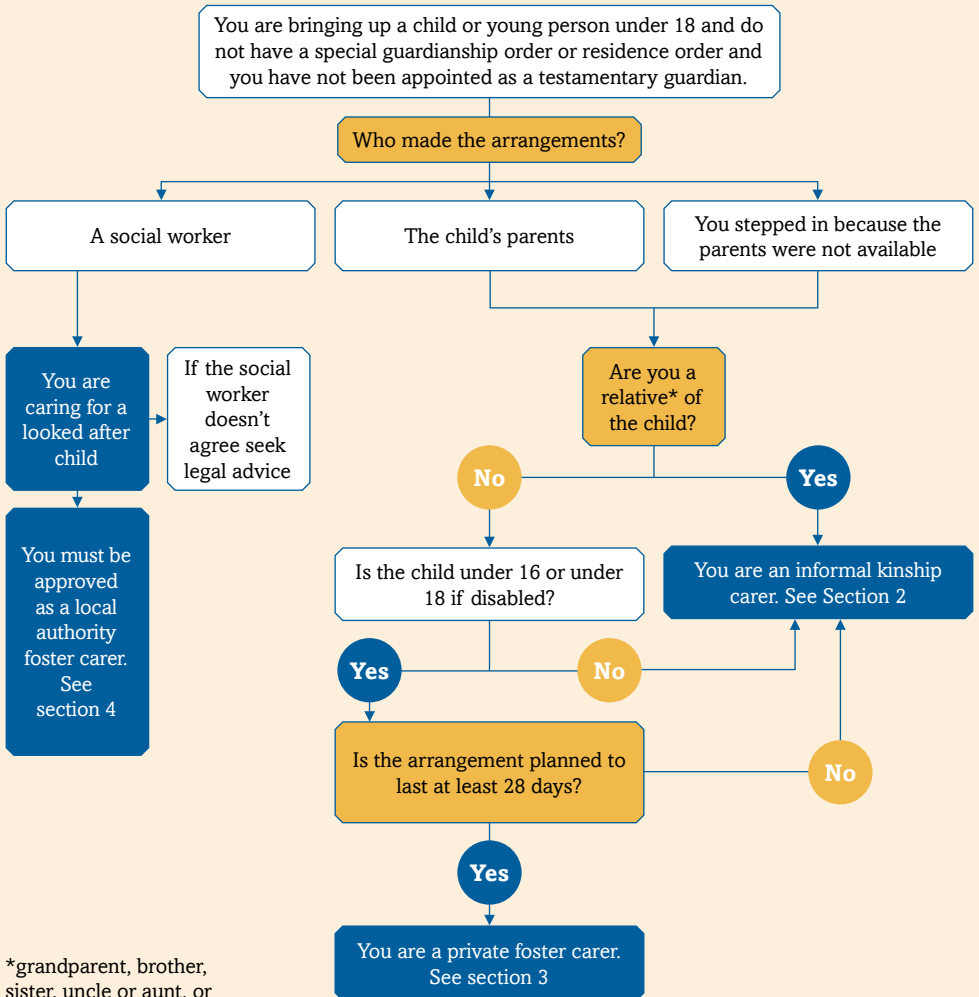 You are bringing up a child or young person under 18 and do
not have a special guardianship order or residence order and
you have not been appointed as a testamentary guardian.
Who made the arrangements?
A social worker
The child's parents
You stepped in because the
parents were not available
You are
caring for a
looked after
child
If the social
worker
doesn't
agree seek
legal advice
Are you a
relative* of
the child?
No
Yes
You must be
approved
as a local
authority
foster carer.
See
section 4
Is the child under 16 or under
18 if disabled?
You are an informal kinship
carer. See Section 2
Yes
No
Is the arrangement planned to
last at least 28 days?
No
Yes
You are a private foster carer.
See section 3
*grandparent, brother,
sister, uncle or aunt, or